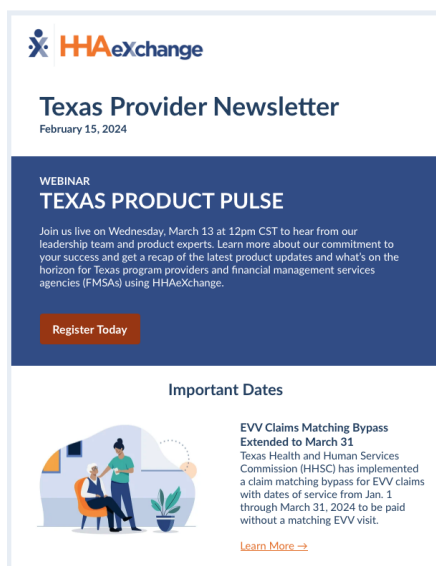 HHAeXchange
Texas Provider Newsletter
February 15, 2024
WEBINAR
TEXAS PRODUCT PULSE
Join us live on Wednesday, March 13 at 12pm CST to hear from our
leadership team and product experts. Learn more about our commitment to
your success and get a recap of the latest product updates and what's on the
horizon for Texas program providers and financial management services
agencies (FMSAs) using HHAeXchange.
Register Today
Important Dates
EVV Claims Matching Bypass
Extended to March 31
Texas Health and Human Services
Commission (HHSC) has implemented
a claim matching bypass for EVV claims
with dates of service from Jan. 1
through March 31, 2024 to be paid
without a matching EVV visit.
Learn More →